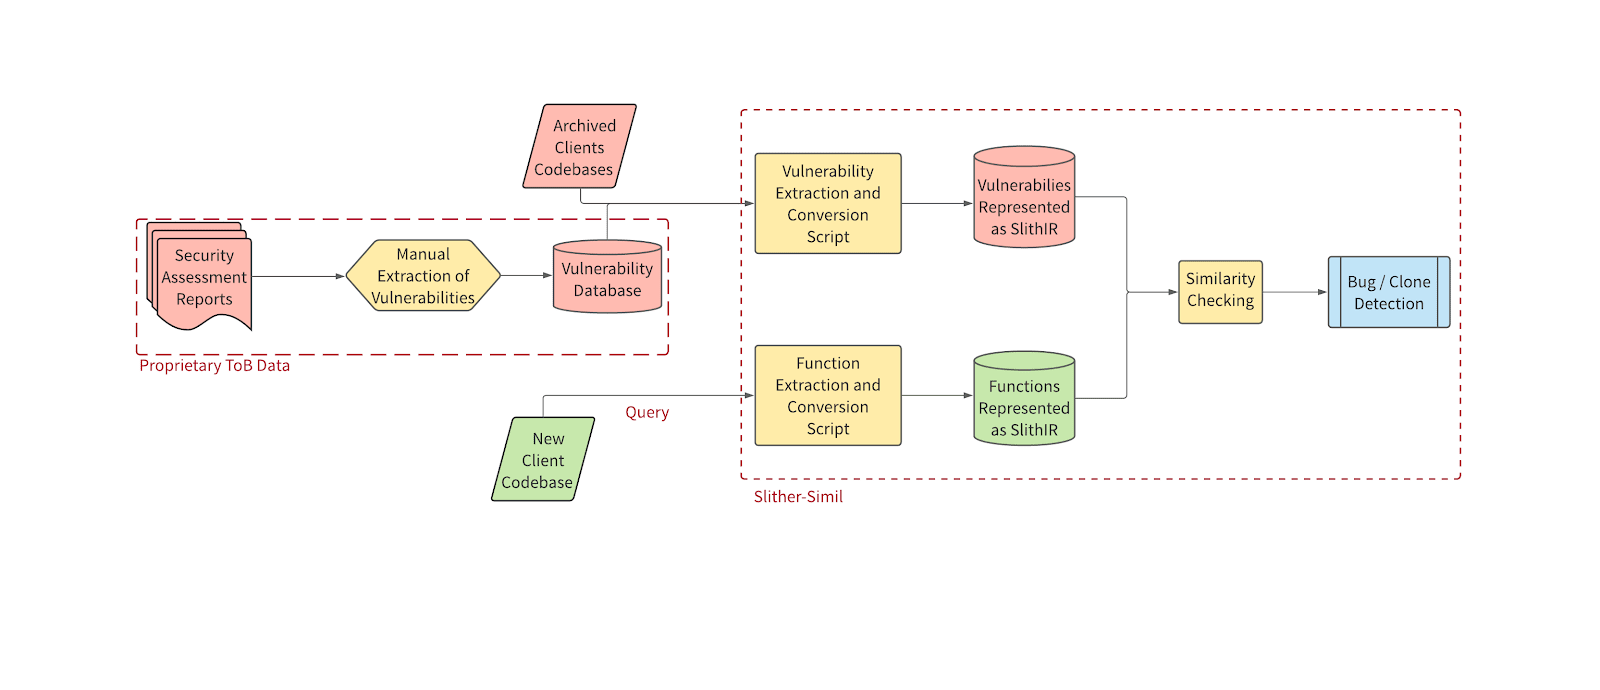 Archived
Clients
Codebases
Security
Assessment
Reports
Manual
Extraction of
Vulnerabilities
Vulnerability
Database
Proprietary ToB Data
New
Client
Codebase
Query
Vulnerability
Extraction and
Conversion
Script
Vulnerabilies
Represented
as SlithIR
Function
Extraction and
Conversion
Script
Functions
Represented
as SlithIR
Similarity
Checking
Bug / Clone
Detection
Slither-Simil